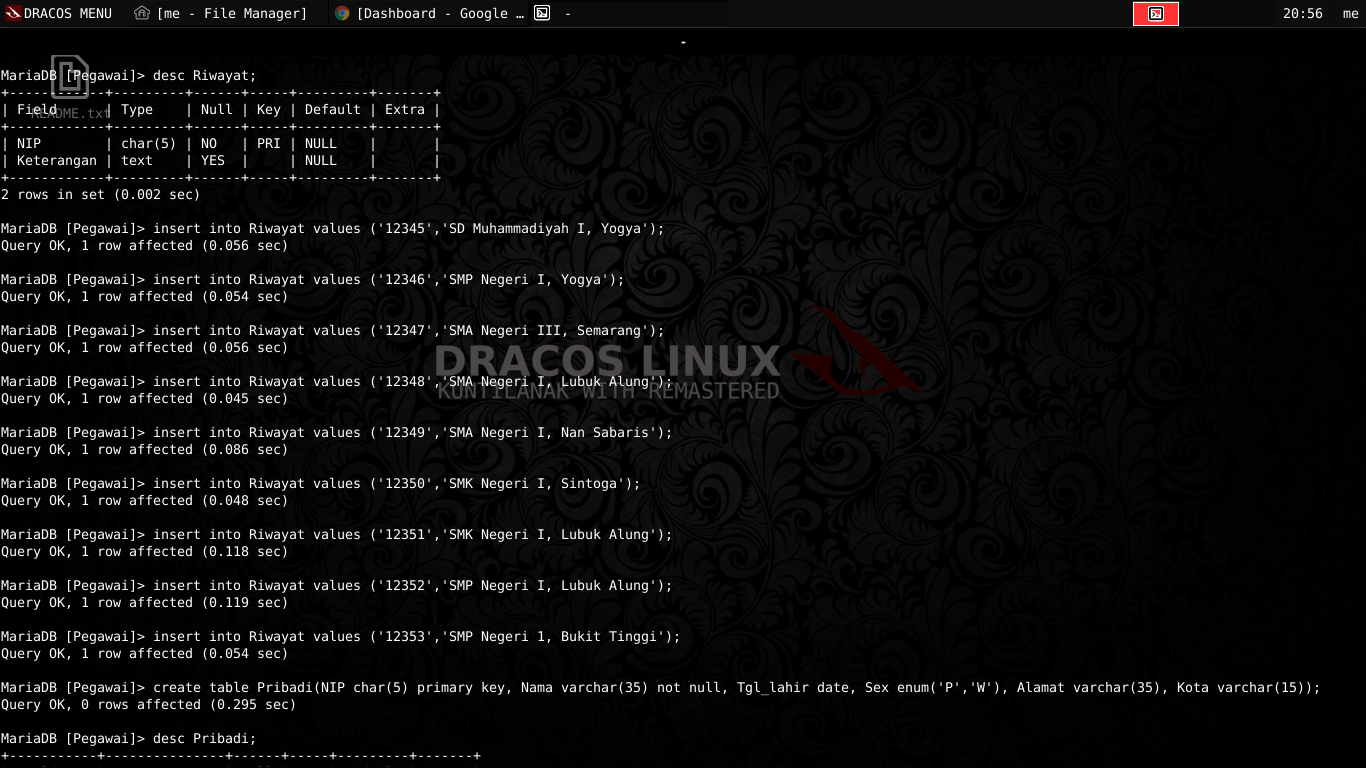 DRACOS MENU [me - File Manager] [Dashboard - Google … - 20:56 me
-
MariaDB [Pegawai]> desc Riwayat;
+------------+---------+------+-----+---------+-------+
| Field      | Type    | Null | Key | Default | Extra |
README.txt
+------------+---------+------+-----+---------+-------+
| NIP        | char(5) | NO   | PRI | NULL    |       |
| Keterangan | text    | YES  |     | NULL    |       |
+------------+---------+------+-----+---------+-------+
2 rows in set (0.002 sec)
MariaDB [Pegawai]> insert into Riwayat values ('12345','SD Muhammadiyah I, Yogya');
Query OK, 1 row affected (0.056 sec)
MariaDB [Pegawai]> insert into Riwayat values ('12346','SMP Negeri I, Yogya');
Query OK, 1 row affected (0.054 sec)
MariaDB [Pegawai]> insert into Riwayat values ('12347','SMA Negeri III, Semarang');
Query OK, 1 row affected (0.056 sec)
DRACOS LINUX
MariaDB [Pegawai]> insert into Riwayat values ('12348','SMA Negeri I, Lubuk Alung');
KUNTILANAK WITH REMASTERED
Query OK, 1 row affected (0.045 sec)
MariaDB [Pegawai]> insert into Riwayat values ('12349','SMA Negeri I, Nan Sabaris');
Query OK, 1 row affected (0.086 sec)
MariaDB [Pegawai]> insert into Riwayat values ('12350','SMK Negeri I, Sintoga');
Query OK, 1 row affected (0.048 sec)
MariaDB [Pegawai]> insert into Riwayat values ('12351','SMK Negeri I, Lubuk Alung');
Query OK, 1 row affected (0.118 sec)
MariaDB [Pegawai]> insert into Riwayat values ('12352','SMP Negeri I, Lubuk Alung');
Query OK, 1 row affected (0.119 sec)
MariaDB [Pegawai]> insert into Riwayat values ('12353','SMP Negeri 1, Bukit Tinggi');
Query OK, 1 row affected (0.054 sec)
MariaDB [Pegawai]> create table Pribadi(NIP char(5) primary key, Nama varchar(35) not null, Tgl_lahir date, Sex enum('P','W'), Alamat varchar(35), Kota varchar(15));
Query OK, 0 rows affected (0.295 sec)
MariaDB [Pegawai]> desc Pribadi;
+-----------+---------------+------+-----+---------+-------+